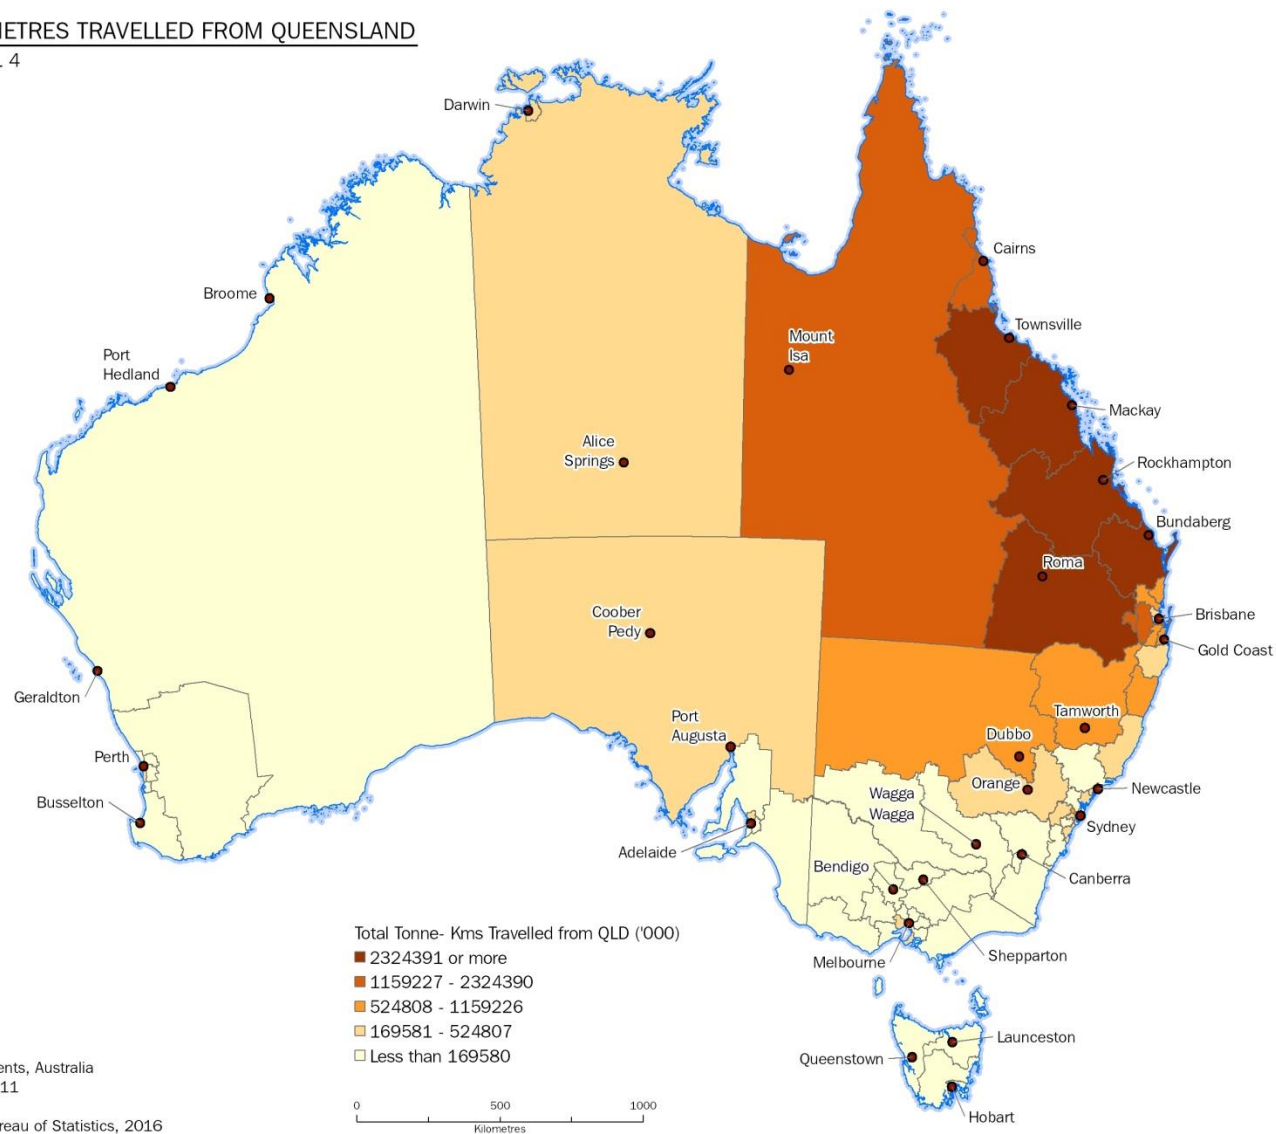 METRES TRAVELLED FROM QUEENSLAND
4
Darwin
Cairns
Broome
Townsville
Mount
Isa
Port
Hedland
Mackay
Alice
Springs
Rockhampton
Bundaberg
Roma
Coober
Pedy
Brisbane
Gold Coast
Geraldton
Port
Augusta
Tamworth
Dubbo
Perth
Orange
Newcastle
Wagga
Wagga
Busselton
Sydney
Adelaide
Bendigo
Canberra
Total Tonne- Kms Travelled from QLD ('000)
2324391 or more
1159227 - 2324390
524808 - 1159226
169581 - 524807
Less than 169580
Melbourne
Shepparton
Launceston
Queenstown
Hobart
ents, Australia
11
reau of Statistics, 2016
0 500 1000
Kilometres